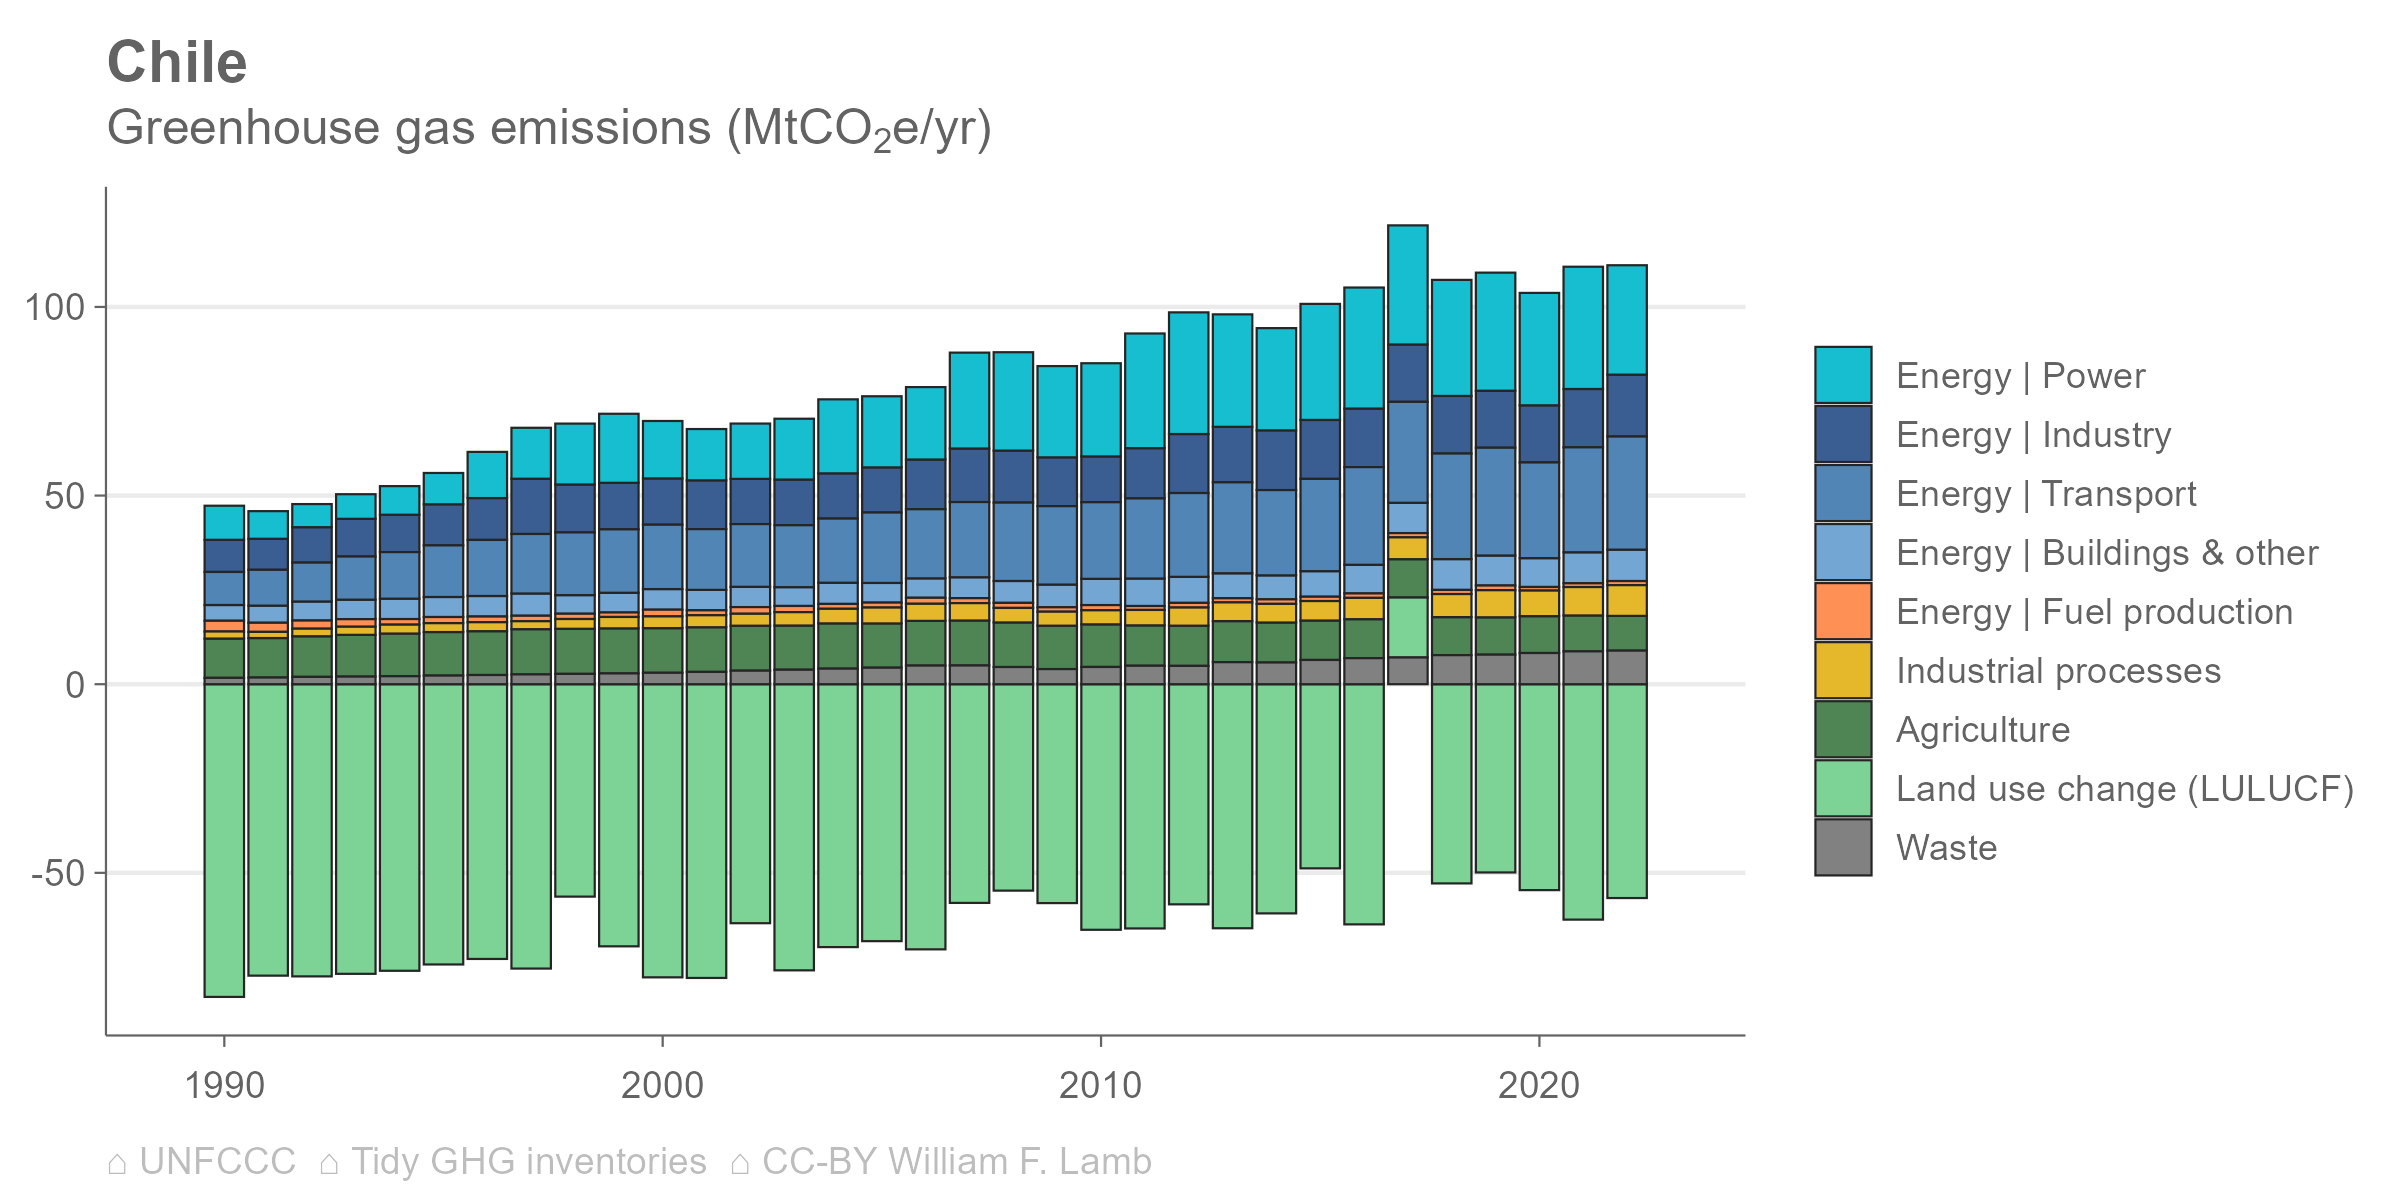 Chile
Greenhouse gas emissions (MtCO₂e/yr)
100
50
0
-50
1990 2000 2010 2020
Energy | Power
Energy | Industry
Energy | Transport
Energy | Buildings & other
Energy | Fuel production
Industrial processes
Agriculture
Land use change (LULUCF)
Waste
⌂ UNFCCC ⌂ Tidy GHG inventories ⌂ CC-BY William F. Lamb